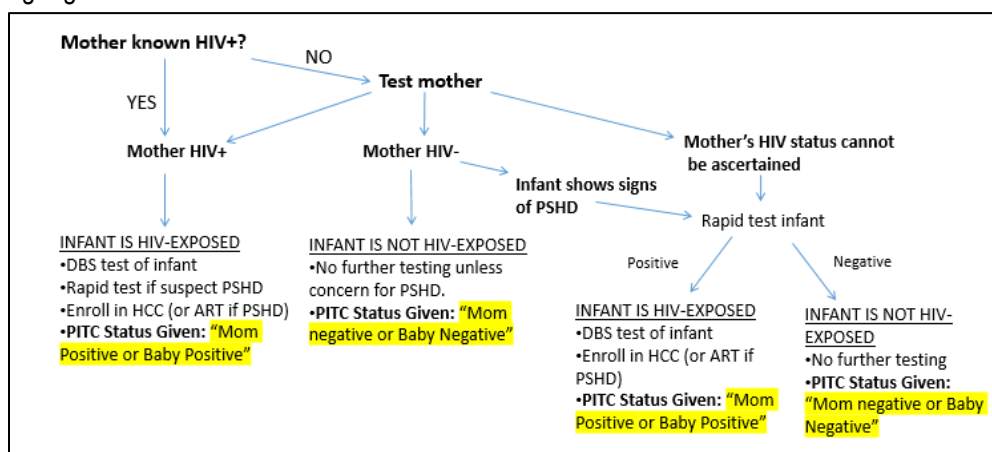 Mother known HIV+?
NO
Test mother
YES
Mother HIV+
Mother HIV-
Mother's HIV status cannot
be ascertained
Infant shows signs
of PSHD
Rapid test infant
INFANT IS HIV-EXPOSED
•DBS test of infant
•Rapid test if suspect PSHD
•Enroll in HCC (or ART if PSHD)
•PITC Status Given: "Mom
Positive or Baby Positive"
INFANT IS NOT HIV-EXPOSED
•No further testing unless
concern for PSHD.
•PITC Status Given: "Mom
negative or Baby Negative"
Positive
Negative
INFANT IS HIV-EXPOSED
•DBS test of infant
•Enroll in HCC (or ART if
PSHD)
•PITC Status Given: "Mom
Positive or Baby Positive"
INFANT IS NOT HIV-
EXPOSED
•No further testing
•PITC Status Given:
"Mom negative or Baby
Negative"